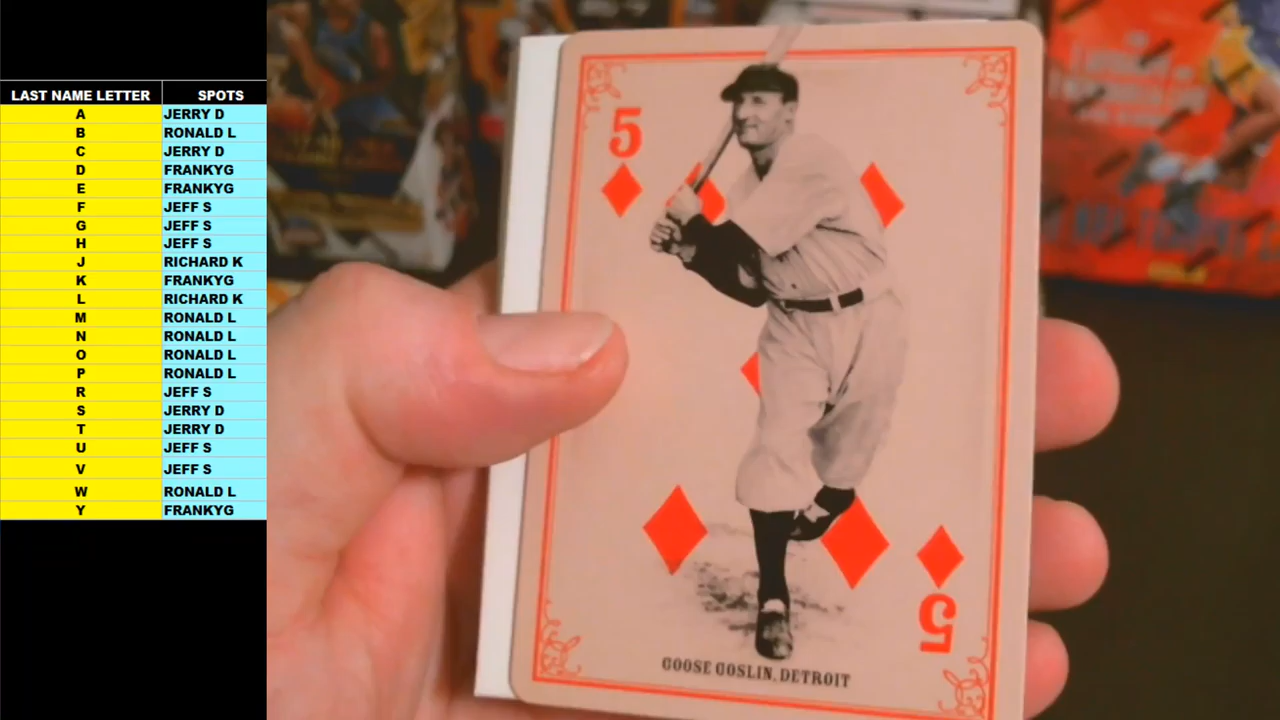 LAST NAME LETTER SPOTS
A JERRY D
B RONALD L
C JERRY D
D FRANKYG
E FRANKYG
F JEFF S
G JEFF S
H JEFF S
J RICHARD K
K FRANKYG
L RICHARD K
M RONALD L
N RONALD L
O RONALD L
P RONALD L
R JEFF S
S JERRY D
T JERRY D
U JEFF S
V JEFF S
W RONALD L
Y FRANKYG
5
5
GOOSE GOSLIN, DETROIT